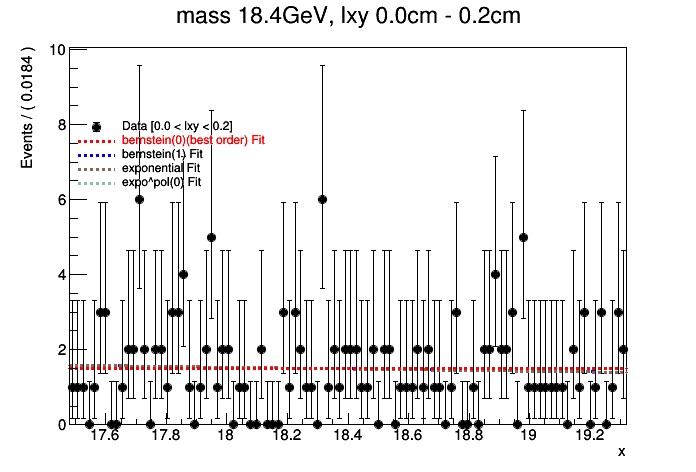 mass 18.4GeV, lxy 0.0cm - 0.2cm
Events / ( 0.0184 )
10
8
6
4
2
0
Data [0.0 < lxy < 0.2]
bernstein(0)(best order) Fit
bernstein(1) Fit
exponential Fit
expo^pol(0) Fit
17.6 17.8 18 18.2 18.4 18.6 18.8 19 19.2
x